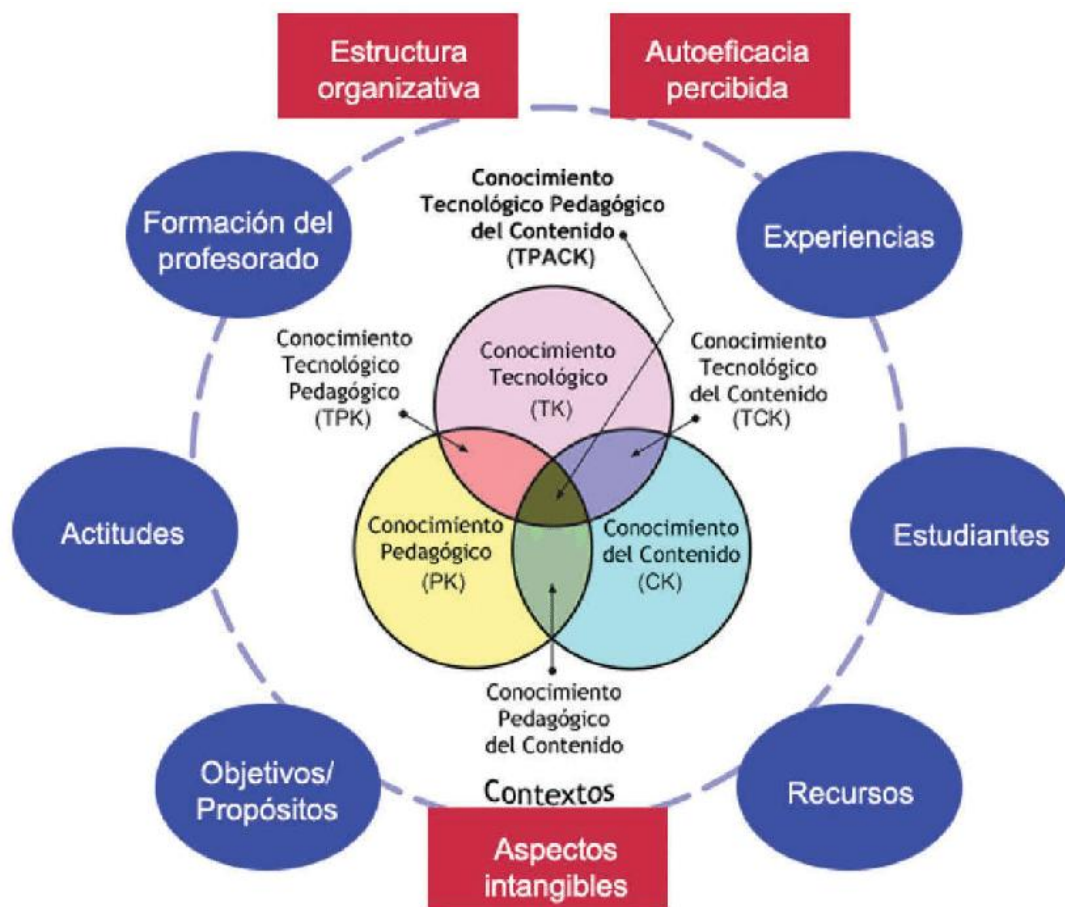 Estructura
organizativa
Autoeficacia
percibida
Formación del
profesorado
Conocimiento
Tecnológico Pedagógico
del Contenido
(TPACK)
Experiencias
Conocimiento
Tecnológico
Pedagógico
(TPK)
Conocimiento
Tecnológico
(TK)
Conocimiento
Tecnológico
del Contenido
(TCK)
Actitudes
Conocimiento
Pedagógico
(PK)
Conocimiento
del Contenido
(CK)
Estudiantes
Conocimiento
Pedagógico
del Contenido
Objetivos/
Propósitos
Contextos
Recursos
Aspectos
intangibles